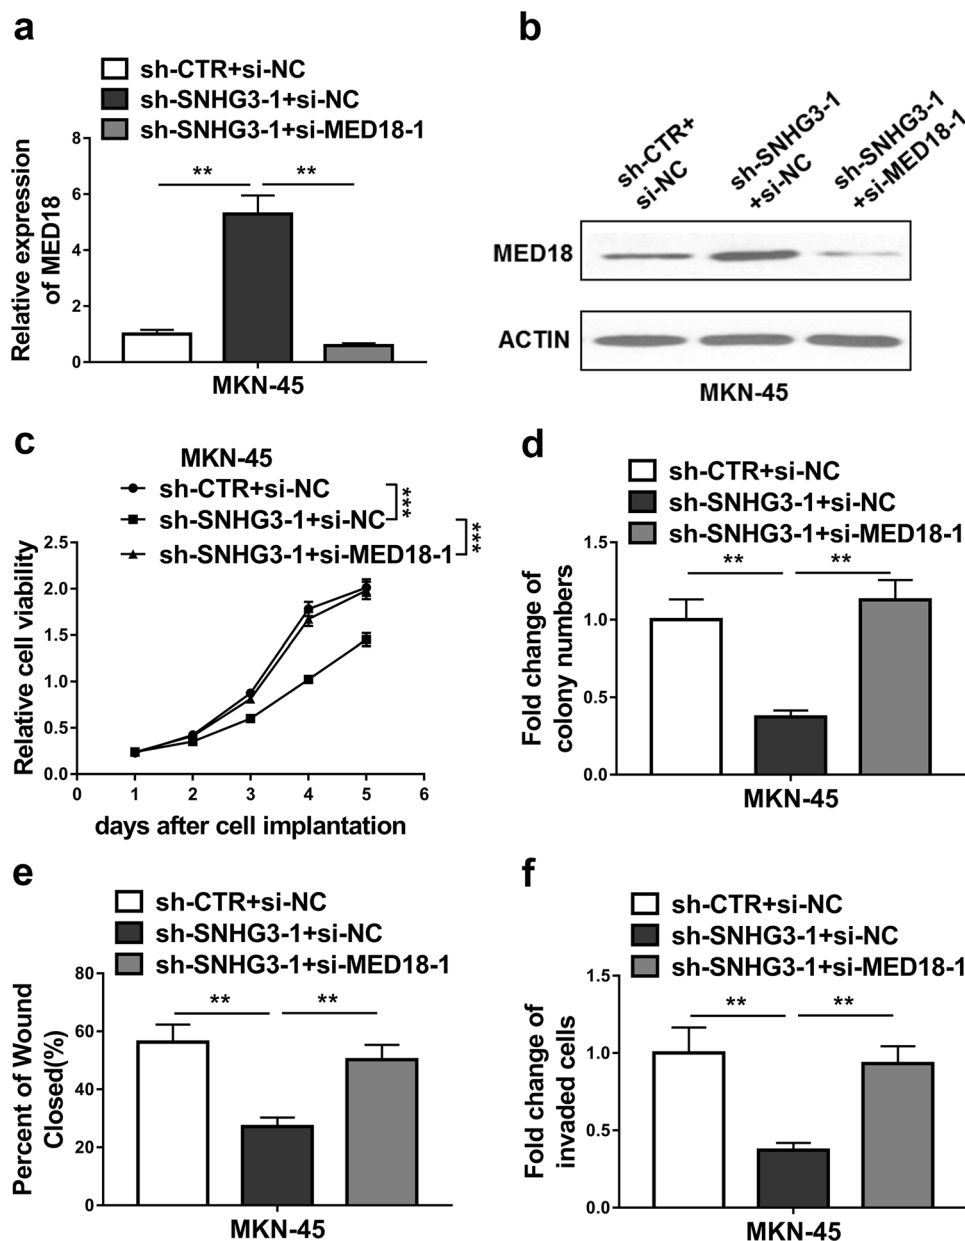 a
sh-CTR+si-NC
sh-SNHG3-1+si-NC
sh-SNHG3-1+si-MED18-1
Relative expression
of MED18
8
6
4
2
0
**
**
MKN-45
b
sh-CTR+
si-NC
sh-SNHG3-1
+si-NC
sh-SNHG3-1
+si-MED18-1
MED18
ACTIN
MKN-45
c
MKN-45
sh-CTR+si-NC
sh-SNHG3-1+si-NC
sh-SNHG3-1+si-MED18-1
***
***
Relative cell viability
2.5
2.0
1.5
1.0
0.5
0.0
0 1 2 3 4 5 6
days after cell implantation
d
sh-CTR+si-NC
sh-SNHG3-1+si-NC
sh-SNHG3-1+si-MED18-1
Fold change of
colony numbers
1.5
1.0
0.5
0.0
**
**
MKN-45
e
sh-CTR+si-NC
sh-SNHG3-1+si-NC
sh-SNHG3-1+si-MED18-1
Percent of Wound
Closed(%)
80
60
40
20
0
**
**
MKN-45
f
sh-CTR+si-NC
sh-SNHG3-1+si-NC
sh-SNHG3-1+si-MED18-1
Fold change of
invaded cells
1.5
1.0
0.5
0.0
**
**
MKN-45